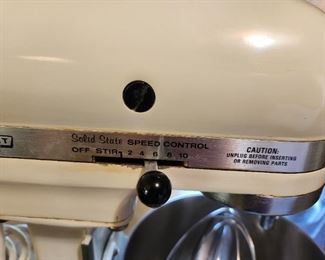 Solid State SPEED CONTROL
OFF STIR 2 4 6 8 10
CAUTION:
UNPLUG BEFORE INSERTING
OR REMOVING PARTS